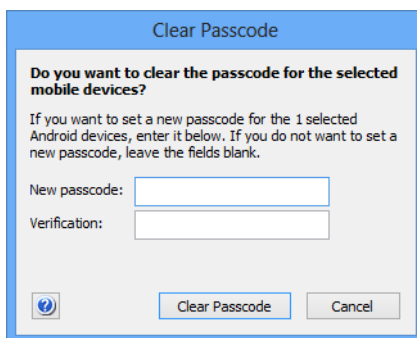 Clear Passcode
Do you want to clear the passcode for the selected
mobile devices?
If you want to set a new passcode for the 1 selected
Android devices, enter it below. If you do not want to set a
new passcode, leave the fields blank.
New passcode:
Verification:
?
Clear Passcode
Cancel